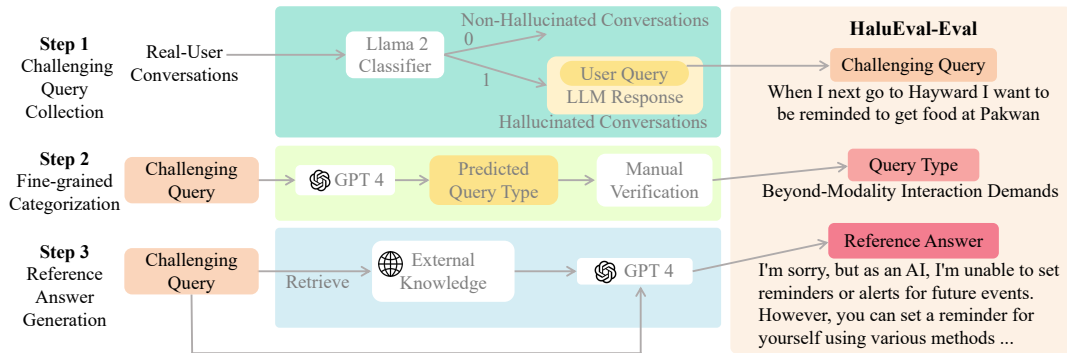 Step 1
Challenging
Query
Collection
Real-User
Conversations
Llama 2
Classifier
Non-Hallucinated Conversations
0
1
User Query
LLM Response
Hallucinated Conversations
HaluEval-Eval
Challenging Query
When I next go to Hayward I want to
be reminded to get food at Pakwan
Step 2
Fine-grained
Categorization
Challenging
Query
GPT 4
Predicted
Query Type
Manual
Verification
Query Type
Beyond-Modality Interaction Demands
Step 3
Reference
Answer
Generation
Challenging
Query
Retrieve
External
Knowledge
GPT 4
Reference Answer
I'm sorry, but as an AI, I'm unable to set
reminders or alerts for future events.
However, you can set a reminder for
yourself using various methods ...